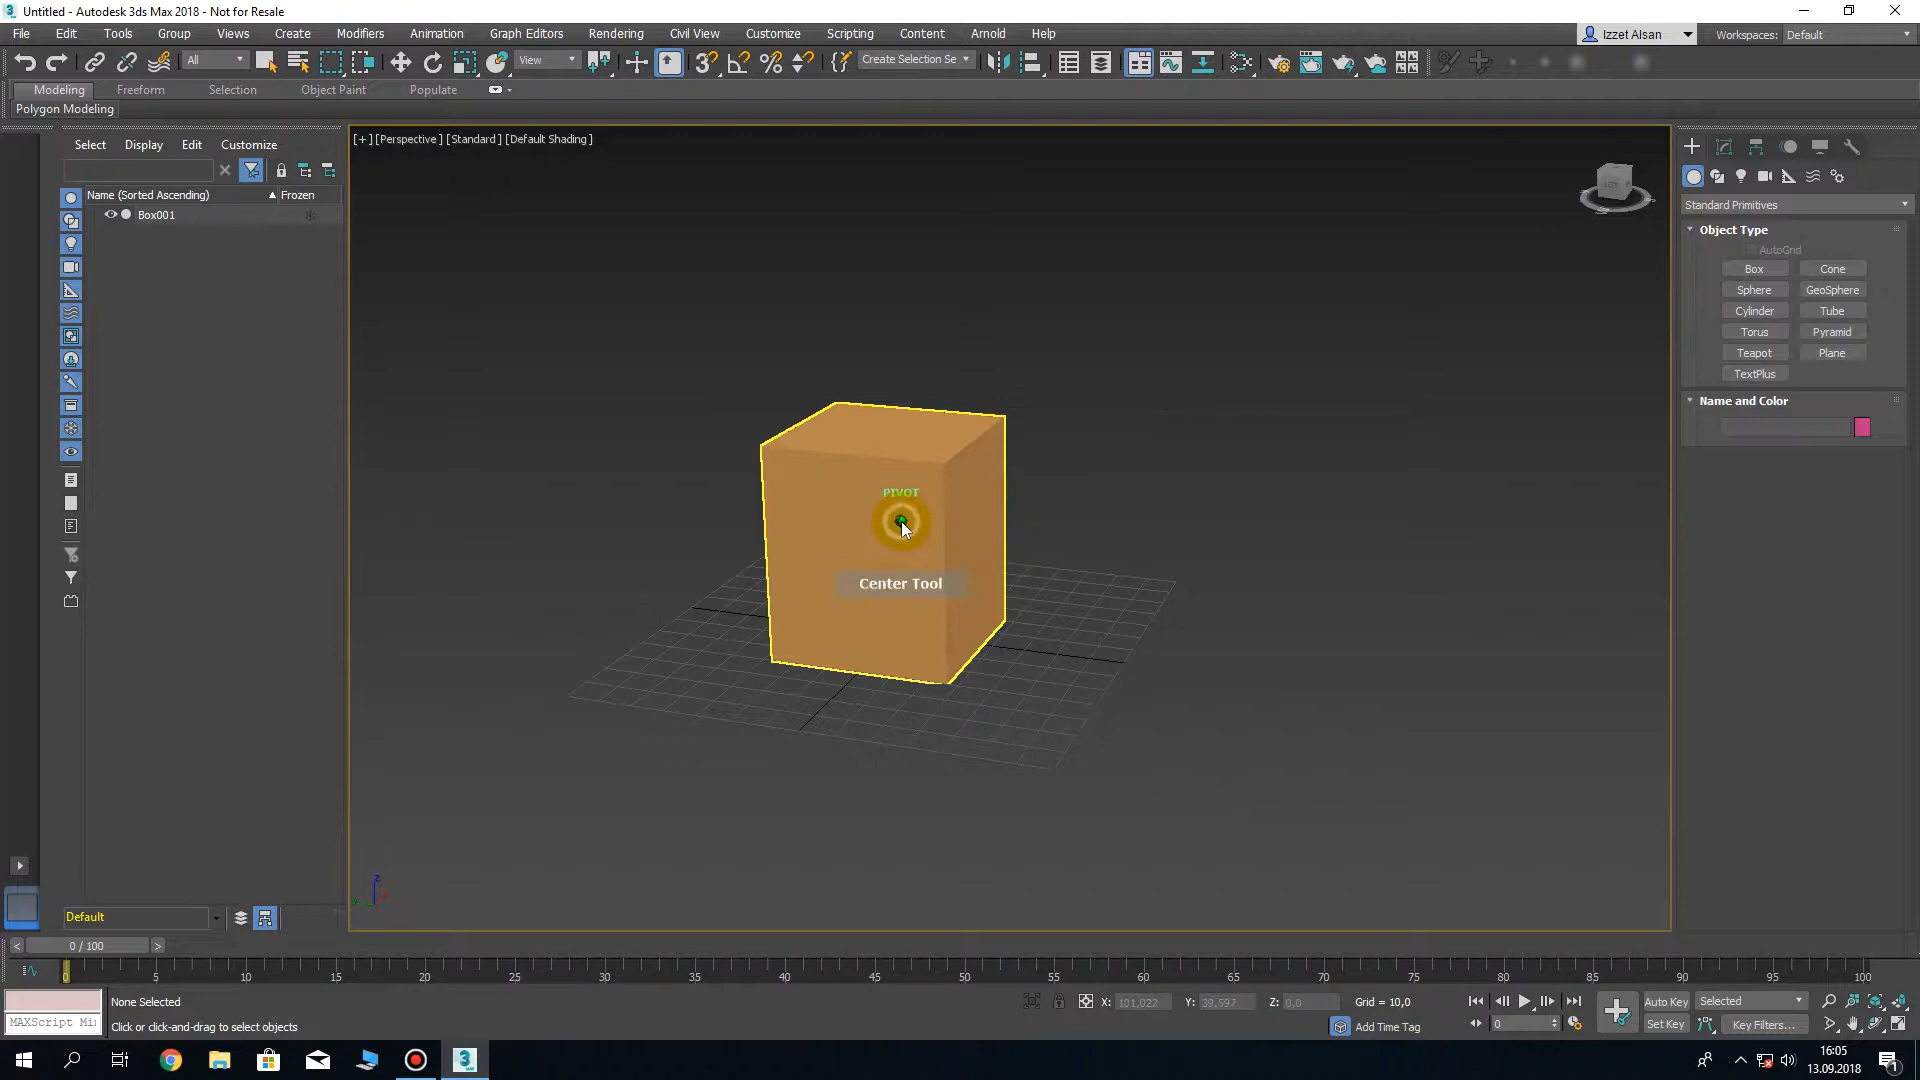 Untitled - Autodesk 3ds Max 2018 - Not for Resale
File Edit Tools Group Views Create Modifiers Animation Graph Editors Rendering Civil View Customize Scripting Content Arnold Help
Izzet Alsan
Workspaces: Default
All
View
Create Selection Se
Modeling Freeform Selection Object Paint Populate
Polygon Modeling
Select Display Edit Customize
Name (Sorted Ascending) Frozen
Box001
[+] [Perspective] [Standard] [Default Shading]
PIVOT
Center Tool
Standard Primitives
Object Type
AutoGrid
Box Cone
Sphere GeoSphere
Cylinder Tube
Torus Pyramid
Teapot Plane
TextPlus
Name and Color
Default
0 / 100
0 5 10 15 20 25 30 35 40 45 50 55 60 65 70 75 80 85 90 95 100
None Selected
X: 101,022 Y: 39,597 Z: 0,0 Grid = 10,0
Auto Key Selected
MAXScript Mi
Click or click-and-drag to select objects
Add Time Tag
0
Set Key Key Filters...
16:05
13.09.2018
1